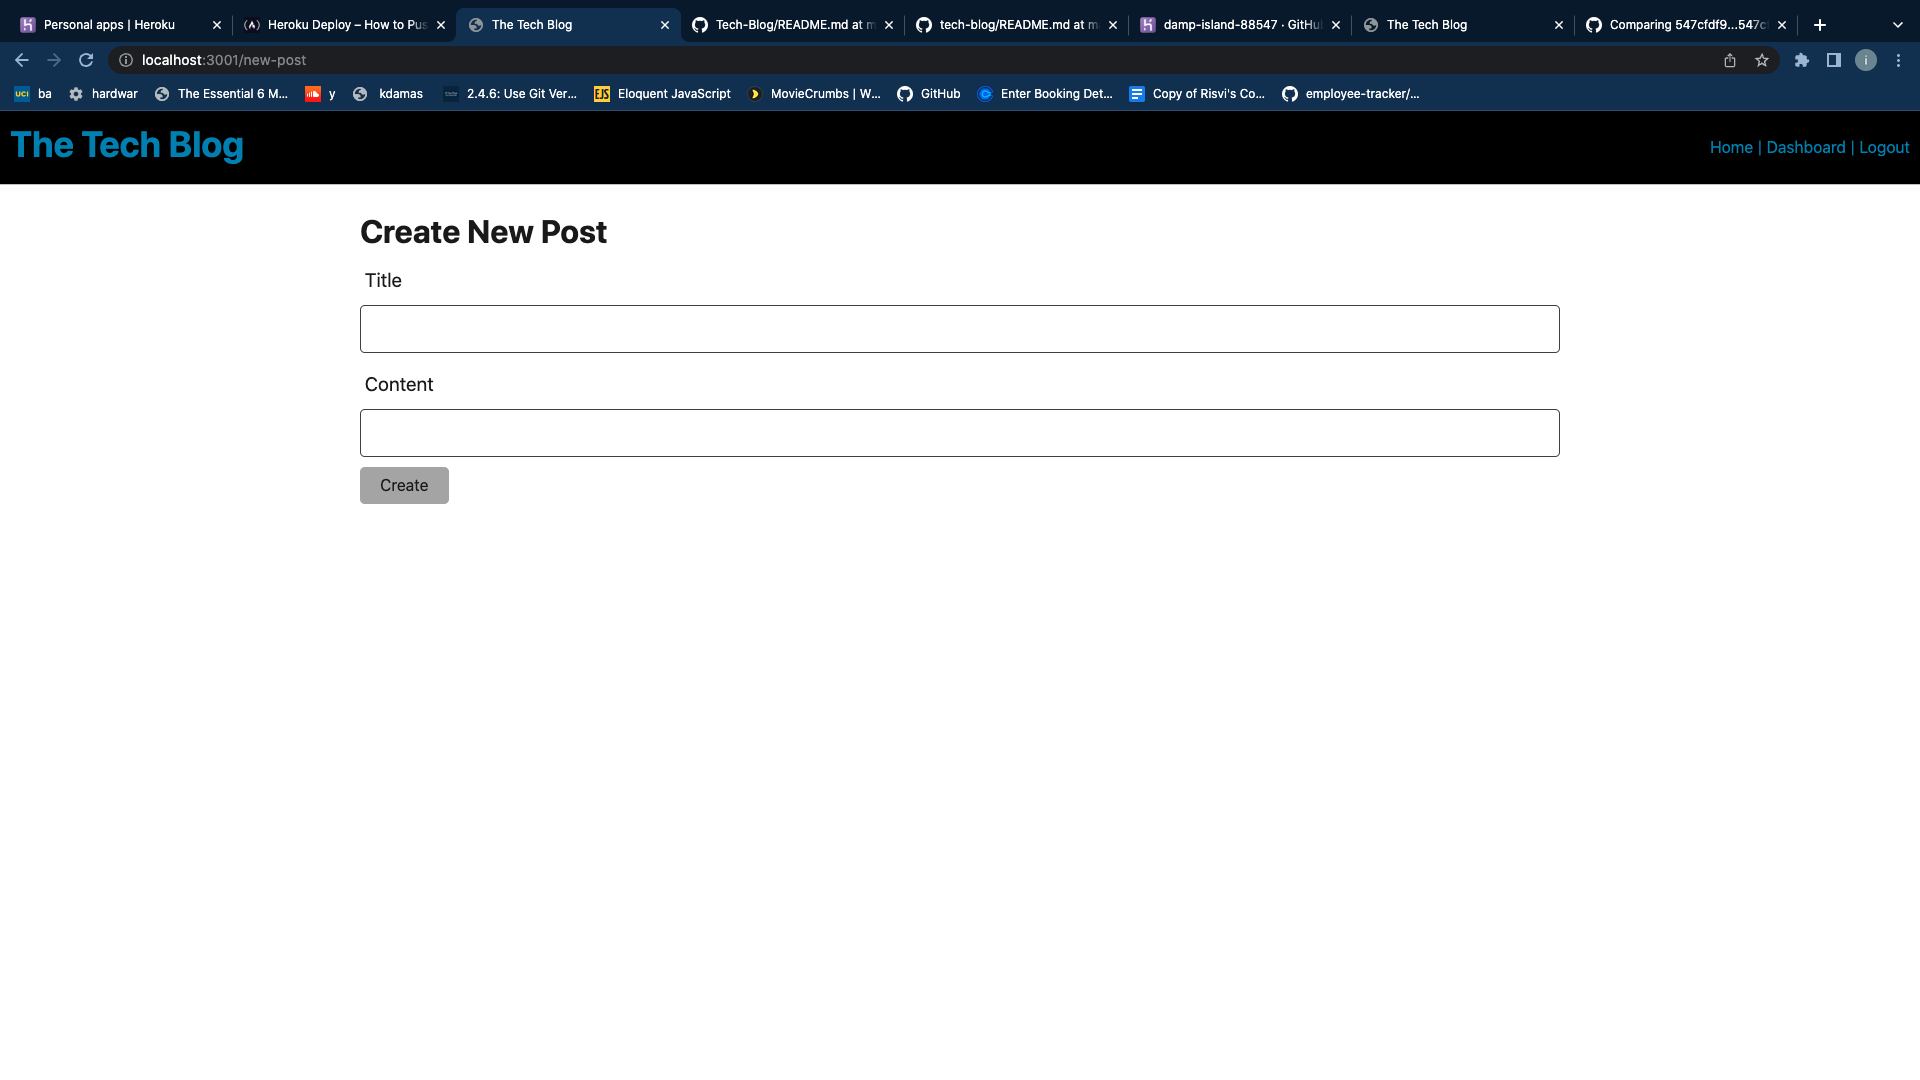 Personal apps | Heroku
Heroku Deploy – How to Pus
The Tech Blog
Tech-Blog/README.md at m
tech-blog/README.md at m
damp-island-88547 · GitHu
The Tech Blog
Comparing 547cfdf9...547c
localhost:3001/new-post
i
UCI ba
hardwar
The Essential 6 M...
y
kdamas
2.4.6: Use Git Ver...
EJS Eloquent JavaScript
MovieCrumbs | W...
GitHub
Enter Booking Det...
Copy of Risvi's Co...
employee-tracker/...
The Tech Blog
Home | Dashboard | Logout
Create New Post
Title
Content
Create